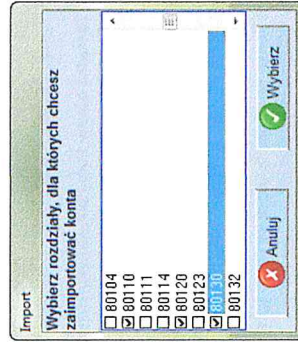 Import
Wybierz rozdziały, dla których chcesz
zaimportować konta
80104
80110
80111
80114
80120
80123
80130
80132
Anuluj
Wybierz